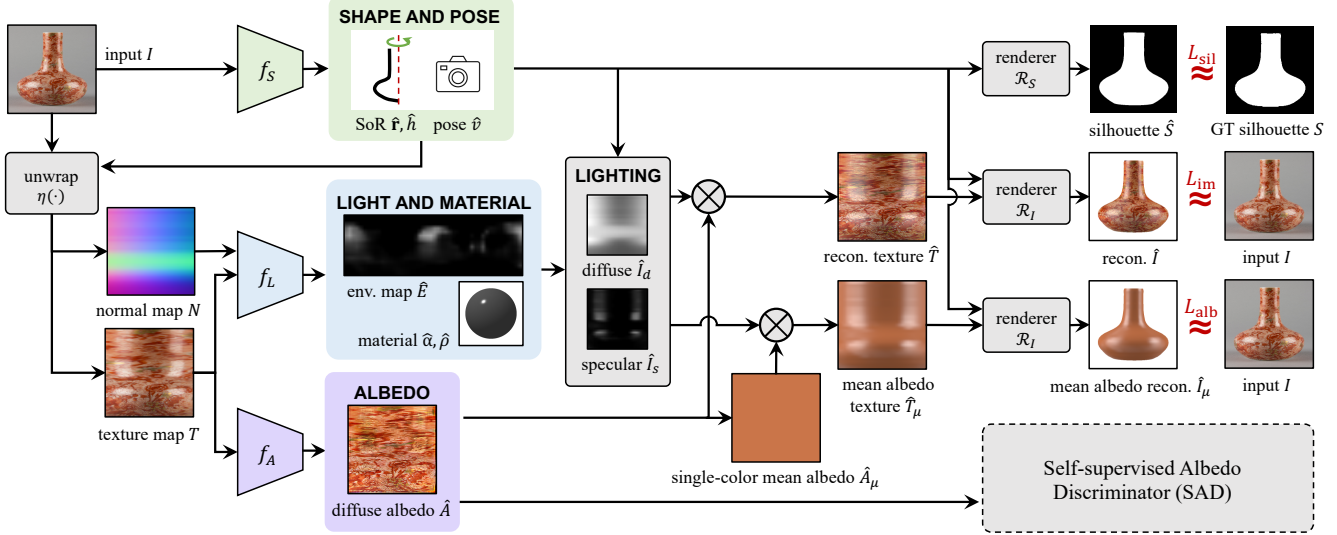 SHAPE AND POSE
input I
f_S
SoR r̂, ĥ
pose v̂
renderer
ℛ_S
L_sil
≈
silhouette Ŝ
GT silhouette S
unwrap
η(·)
normal map N
texture map T
f_L
LIGHT AND MATERIAL
env. map Ê
material α̂, ρ̂
LIGHTING
diffuse Î_d
specular Î_s
recon. texture T̂
renderer
ℛ_I
L_im
≈
recon. Î
input I
mean albedo
texture T̂_μ
renderer
ℛ_I
L_alb
≈
mean albedo recon. Î_μ
input I
f_A
ALBEDO
diffuse albedo Â
single-color mean albedo Â_μ
Self-supervised Albedo
Discriminator (SAD)